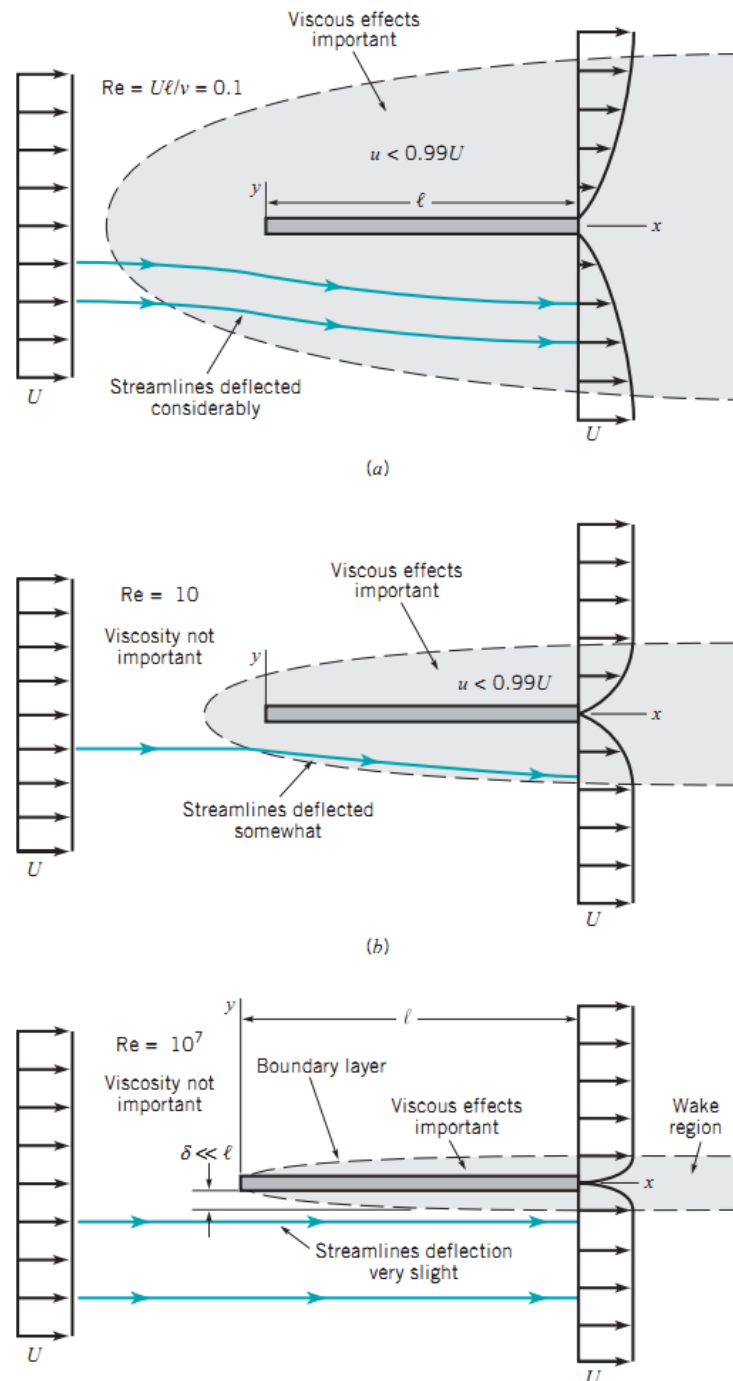 Viscous effects
important
Re = Uℓ/ν = 0.1
u < 0.99U
y
ℓ
x
Streamlines deflected
considerably
U
U
(a)
Re = 10
Viscous effects
important
Viscosity not
important
y
u < 0.99U
x
Streamlines deflected
somewhat
U
U
(b)
y
ℓ
Re = 10⁷
Viscosity not
important
Boundary layer
Viscous effects
important
Wake
region
δ ≪ ℓ
x
Streamlines deflection
very slight
U
U